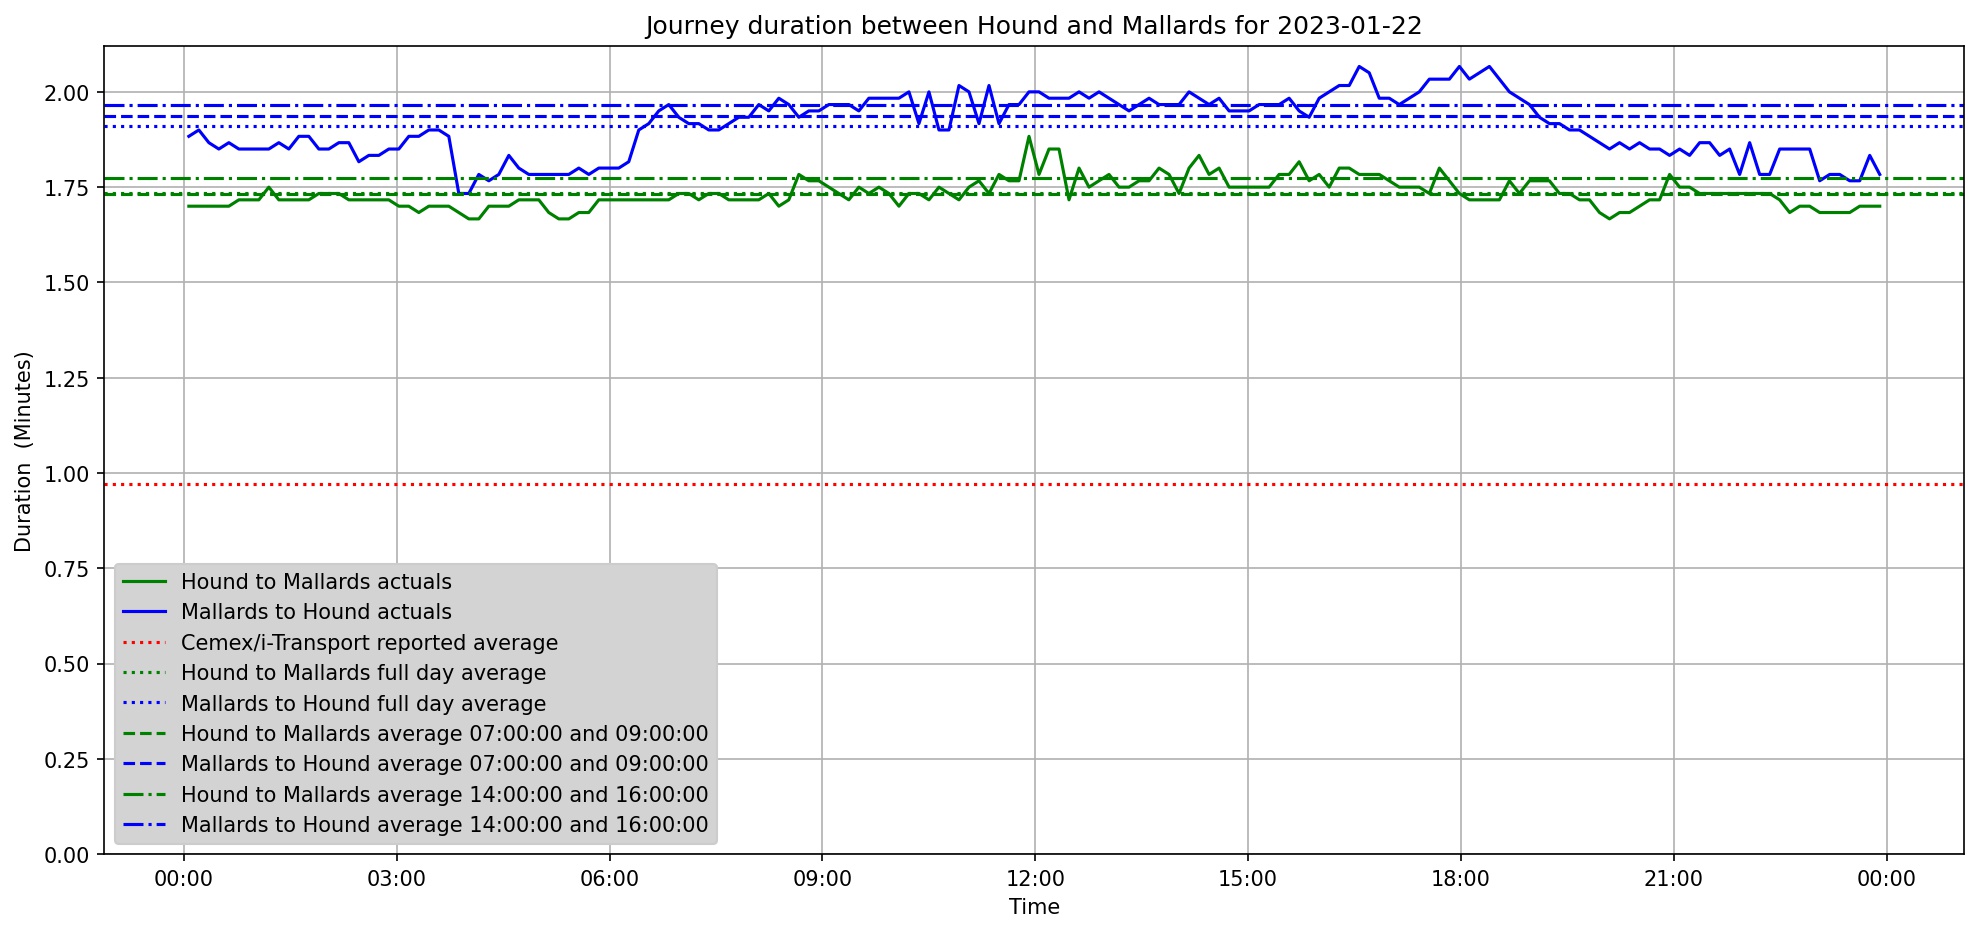 Journey duration between Hound and Mallards for 2023-01-22
2.00
1.75
1.50
1.25
1.00
0.75
0.50
0.25
0.00
Duration (Minutes)
Hound to Mallards actuals
Mallards to Hound actuals
Cemex/i-Transport reported average
Hound to Mallards full day average
Mallards to Hound full day average
Hound to Mallards average 07:00:00 and 09:00:00
Mallards to Hound average 07:00:00 and 09:00:00
Hound to Mallards average 14:00:00 and 16:00:00
Mallards to Hound average 14:00:00 and 16:00:00
00:00 03:00 06:00 09:00 12:00 15:00 18:00 21:00 00:00
Time